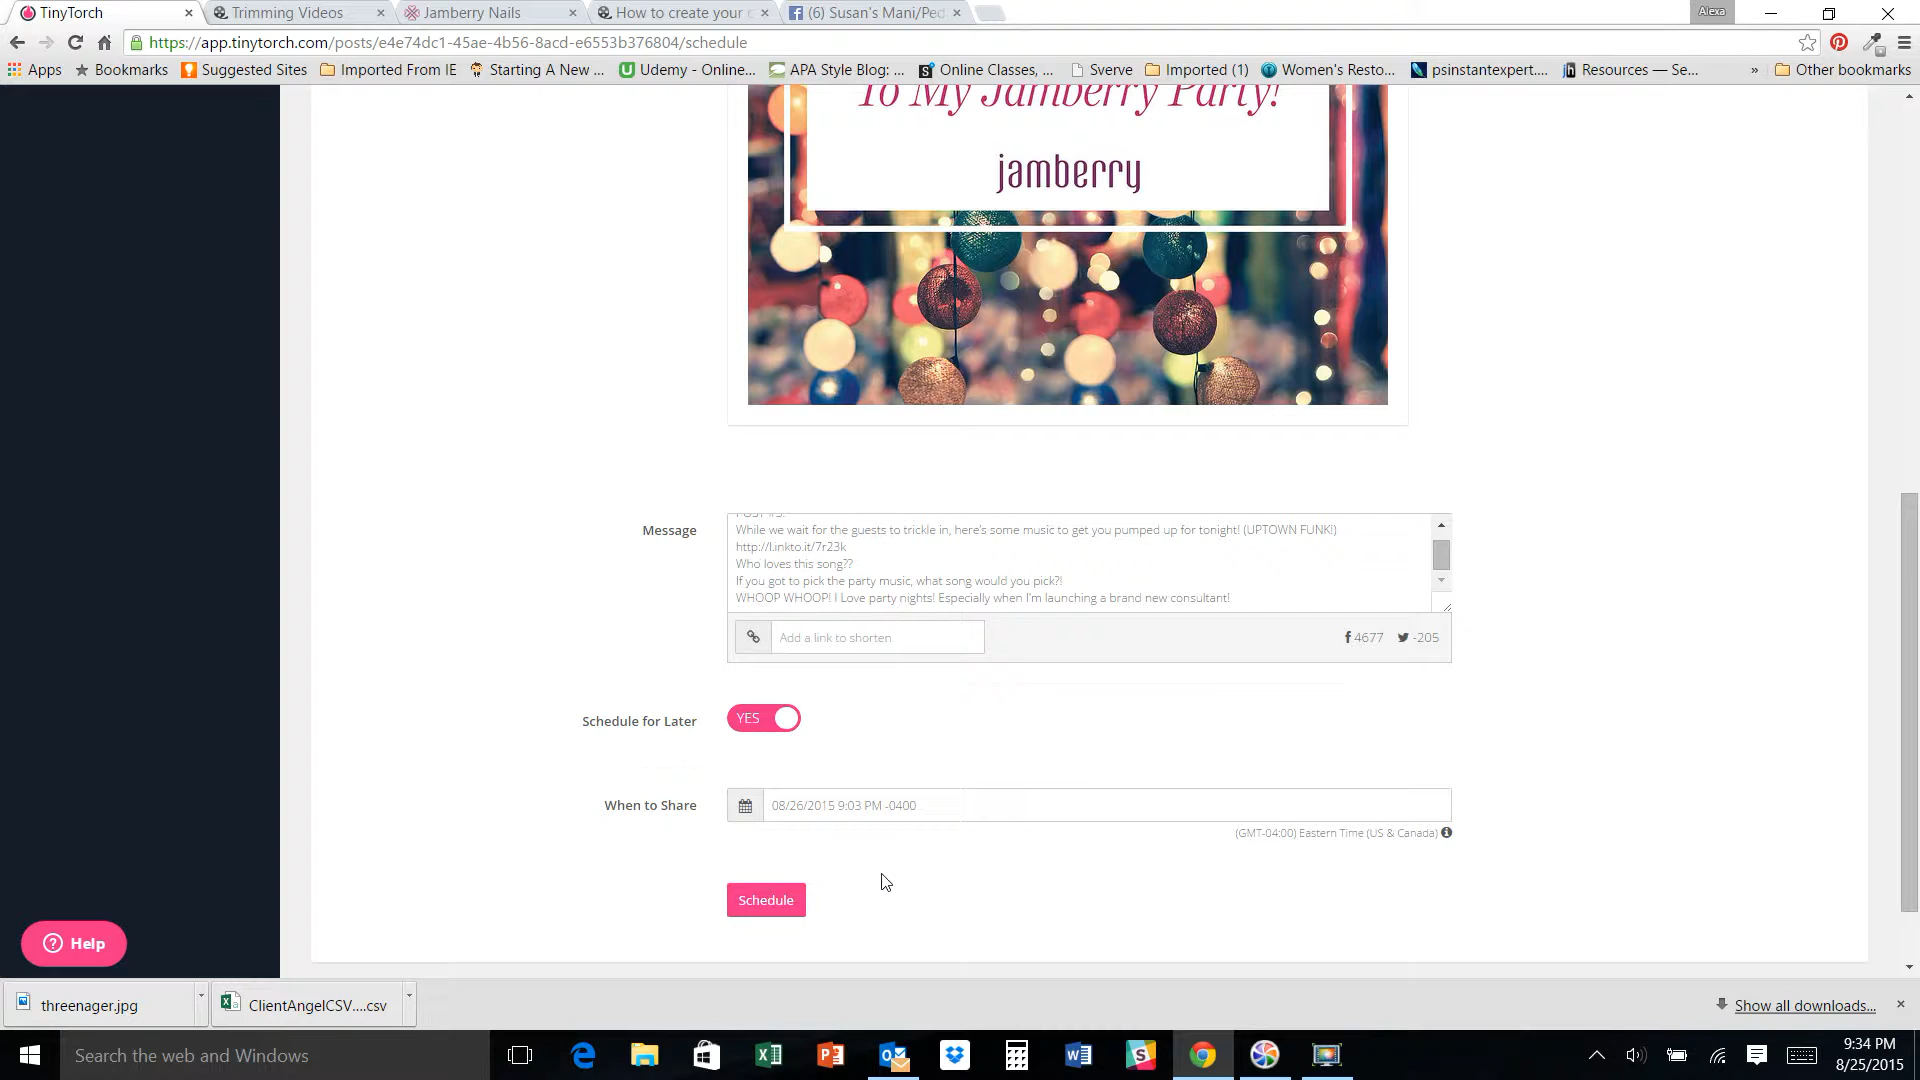 TinyTorch
Trimming Videos
Jamberry Nails
How to create your
(6) Susan's Mani/Ped
Alexa
https://app.tinytorch.com/posts/e4e74dc1-45ae-4b56-8acd-e6553b376804/schedule
Apps Bookmarks Suggested Sites Imported From IE Starting A New ... Udemy - Online... APA Style Blog: ... Online Classes, ... Sverve Imported (1) Women's Resto... psinstantexpert.... Resources — Se... » Other bookmarks
To My Jamberry Party!
jamberry
Message
While we wait for the guests to trickle in, here's some music to get you pumped up for tonight! (UPTOWN FUNK!)
http://l.inkto.it/7r23k
Who loves this song??
If you got to pick the party music, what song would you pick?!
WHOOP WHOOP! I Love party nights! Especially when I'm launching a brand new consultant!
Add a link to shorten
4677 -205
Schedule for Later YES
When to Share 08/26/2015 9:03 PM -0400
(GMT-04:00) Eastern Time (US & Canada)
Schedule
Help
threenager.jpg
ClientAngelCSV....csv
Show all downloads...
Search the web and Windows
9:34 PM
8/25/2015